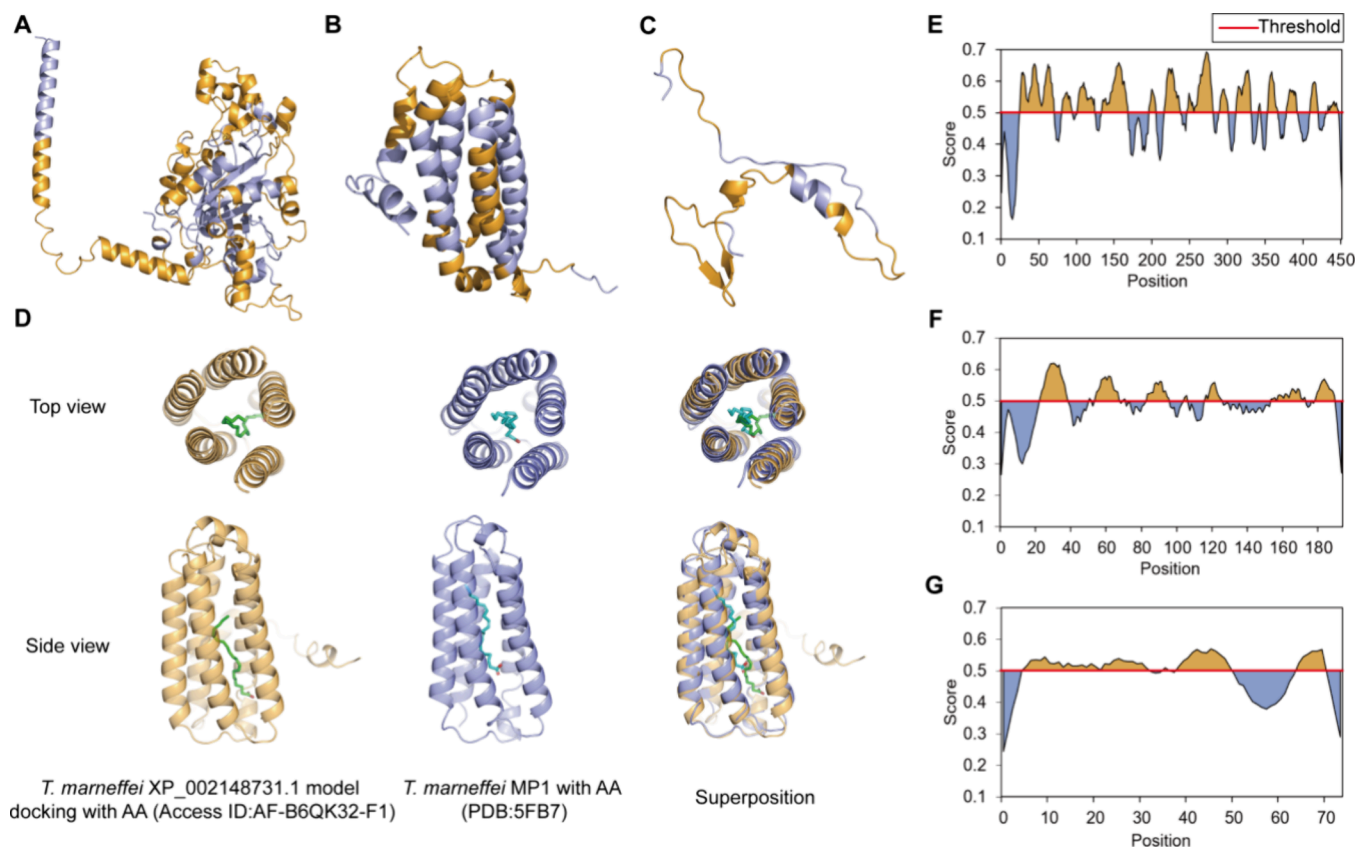 A
B
C
D
Top view
Side view
T. marneffei XP_002148731.1 model
docking with AA (Access ID:AF-B6QK32-F1)
T. marneffei MP1 with AA
(PDB:5FB7)
Superposition
E
Threshold
0.7
0.6
0.5
0.4
0.3
0.2
0.1
Score
0 50 100 150 200 250 300 350 400 450
Position
F
0.7
0.6
0.5
0.4
0.3
0.2
0.1
Score
0 20 40 60 80 100 120 140 160 180
Position
G
0.7
0.6
0.5
0.4
0.3
0.2
0.1
Score
0 10 20 30 40 50 60 70
Position